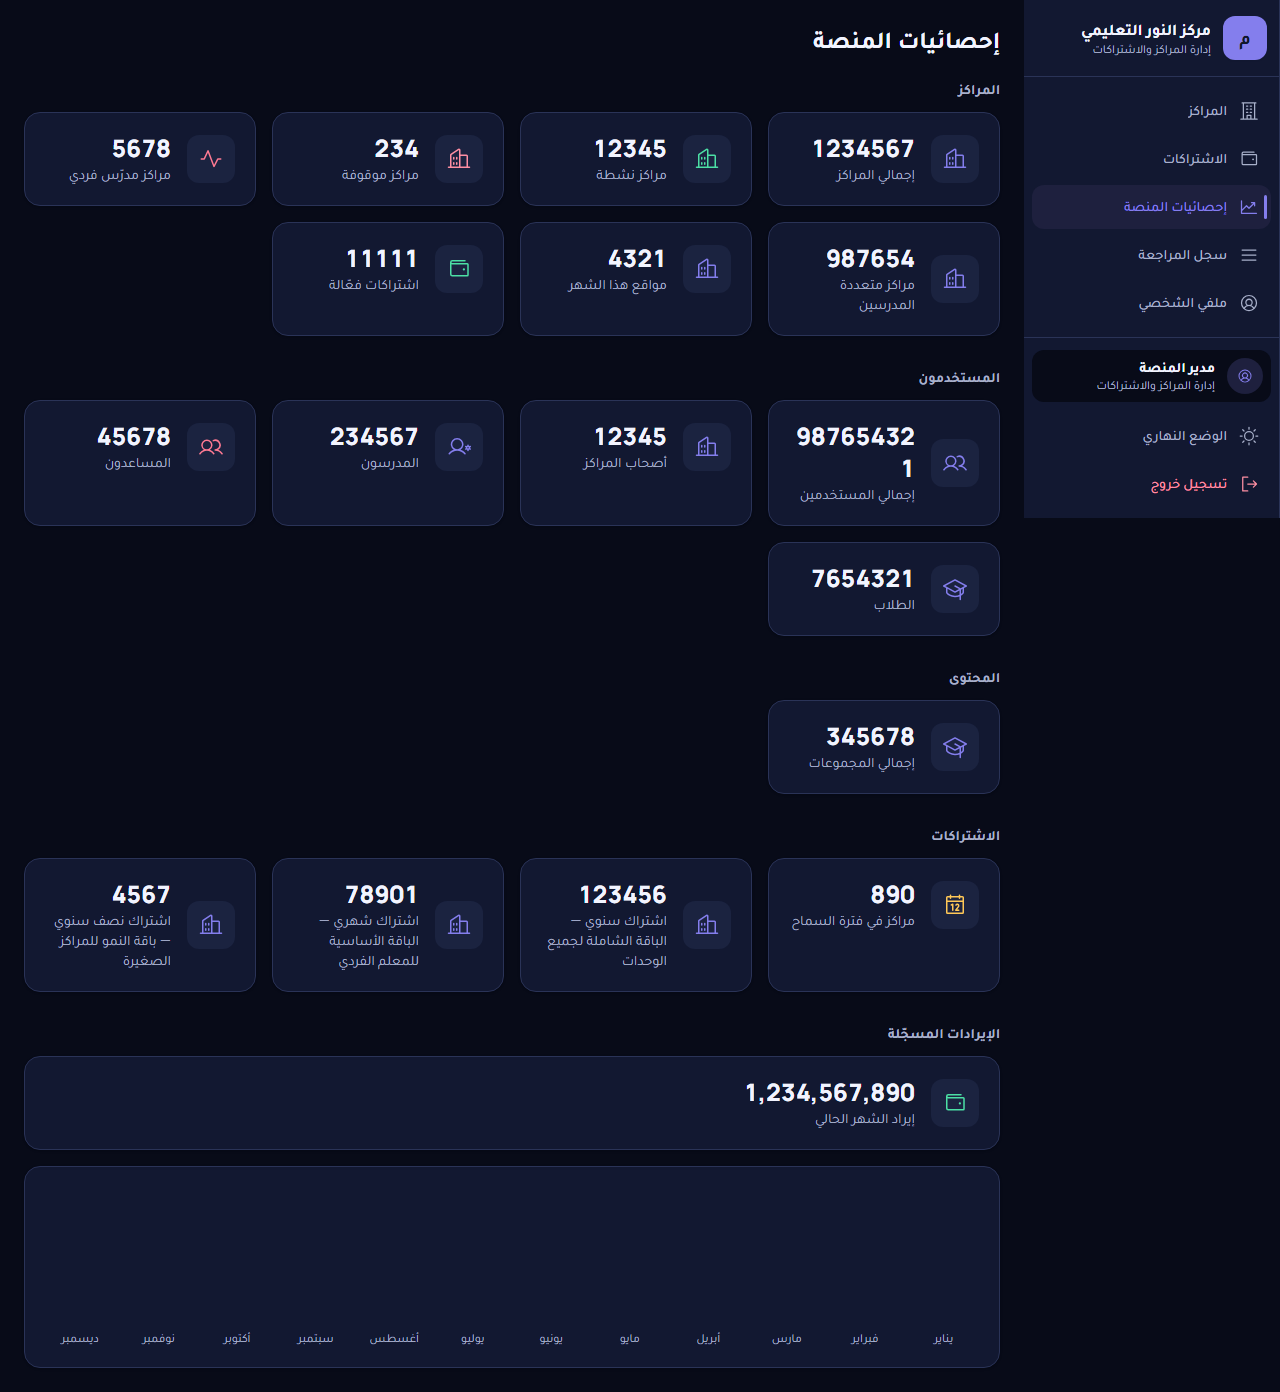 م
مركز النور التعليمي
إدارة المراكز والاشتراكات
المراكز
الاشتراكات
إحصائيات المنصة
سجل المراجعة
ملفي الشخصي
مدير المنصة
إدارة المراكز والاشتراكات
الوضع النهاري
تسجيل خروج
إحصائيات المنصة
المراكز
1234567
إجمالي المراكز
12345
مراكز نشطة
234
مراكز موقوفة
5678
مراكز مدرّس فردي
987654
مراكز متعددة
المدرسين
4321
مواقع هذا الشهر
11111
اشتراكات فعّالة
المستخدمون
98765432
1
إجمالي المستخدمين
12345
أصحاب المراكز
234567
المدرسون
45678
المساعدون
7654321
الطلاب
المحتوى
345678
إجمالي المجموعات
الاشتراكات
12
890
مراكز في فترة السماح
123456
اشتراك سنوي –
الباقة الشاملة لجميع
الوحدات
78901
اشتراك شهري –
الباقة الأساسية
للمعلم الفردي
4567
اشتراك نصف سنوي
– باقة النمو للمراكز
الصغيرة
الإيرادات المسجّلة
1,234,567,890
إيراد الشهر الحالي
يناير فبراير مارس أبريل مايو يونيو يوليو أغسطس سبتمبر أكتوبر نوفمبر ديسمبر